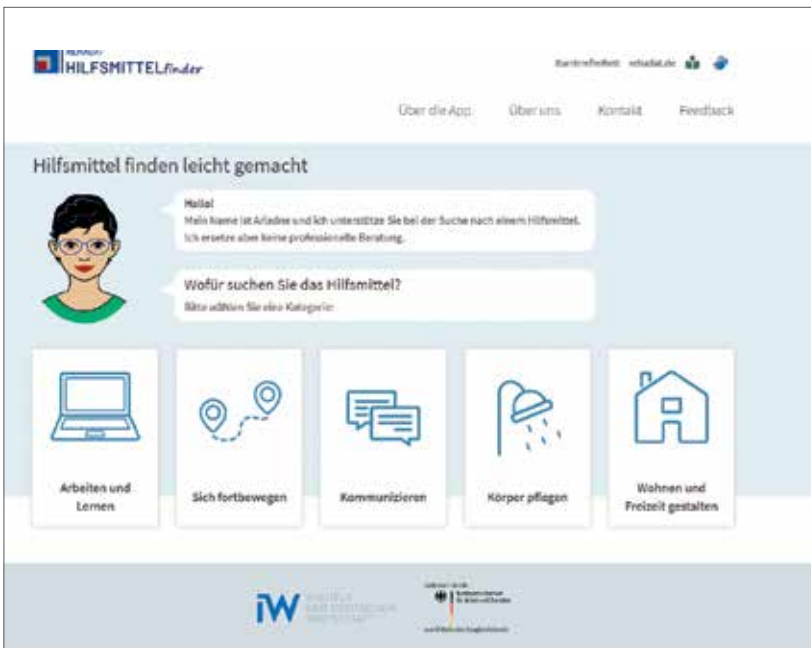 HILFSMITTELfinder
Barrierefreiheit rehadat.de
Über die App Über uns Kontakt Feedback
Hilfsmittel finden leicht gemacht
Hallo!
Mein Name ist Ariadne und ich unterstütze Sie bei der Suche nach einem Hilfsmittel.
Ich ersetze aber keine professionelle Beratung.
Wofür suchen Sie das Hilfsmittel?
Bitte wählen Sie eine Kategorie:
Arbeiten und
Lernen
Sich fortbewegen
Kommunizieren
Körper pflegen
Wohnen und
Freizeit gestalten
iW